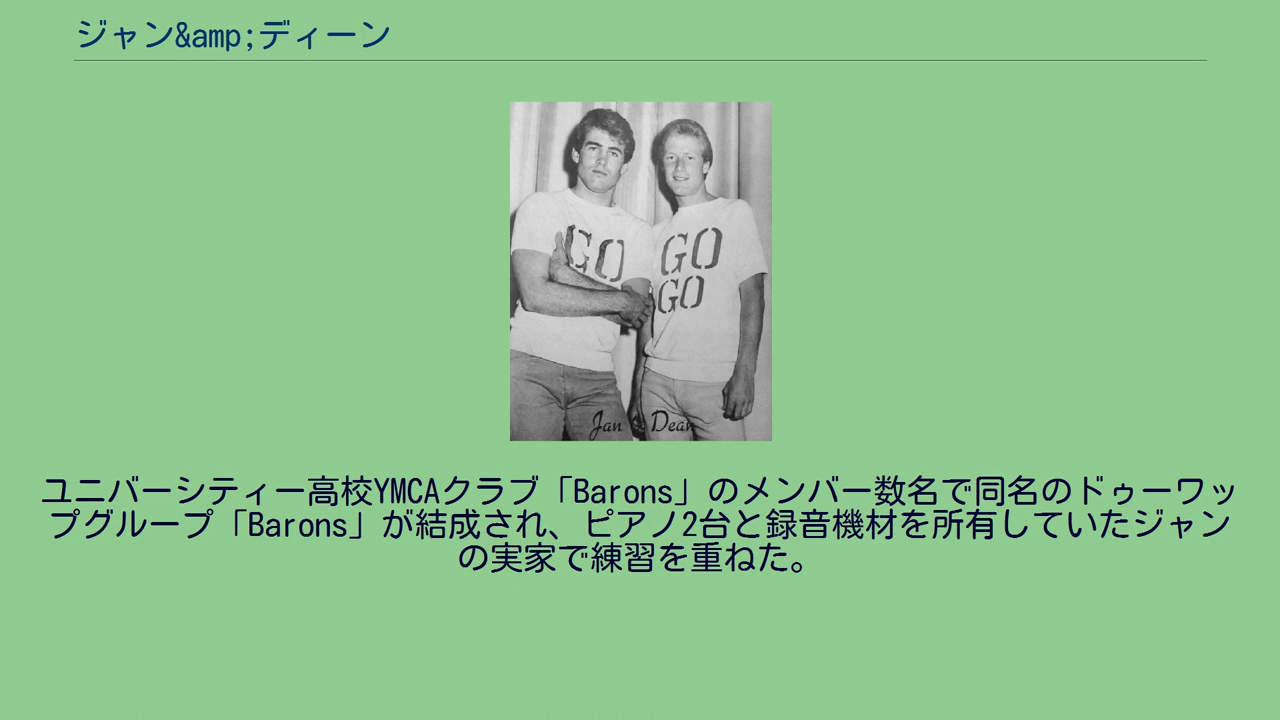 ジャン&amp;ディーン
GO
GO
GO
Jan & Dean
ユニバーシティー高校YMCAクラブ「Barons」のメンバー数名で同名のドゥーワッ
プグループ「Barons」が結成され、ピアノ2台と録音機材を所有していたジャン
の実家で練習を重ねた。